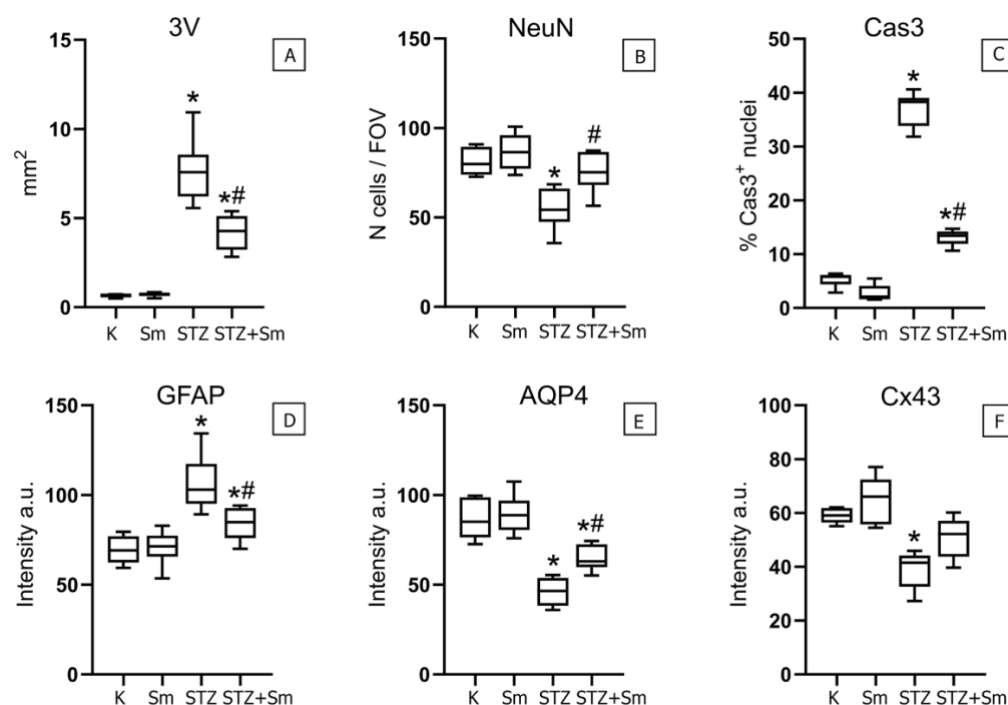 3V
A
15
10
5
0
mm²
*
*#
K Sm STZ STZ+Sm
NeuN
B
150
100
50
0
N cells / FOV
*
#
K Sm STZ STZ+Sm
Cas3
C
50
40
30
20
10
0
% Cas3⁺ nuclei
*
*#
K Sm STZ STZ+Sm
GFAP
D
150
100
50
0
Intensity a.u.
*
*#
K Sm STZ STZ+Sm
AQP4
E
150
100
50
0
Intensity a.u.
*
*#
K Sm STZ STZ+Sm
Cx43
F
100
80
60
40
20
0
Intensity a.u.
*
K Sm STZ STZ+Sm